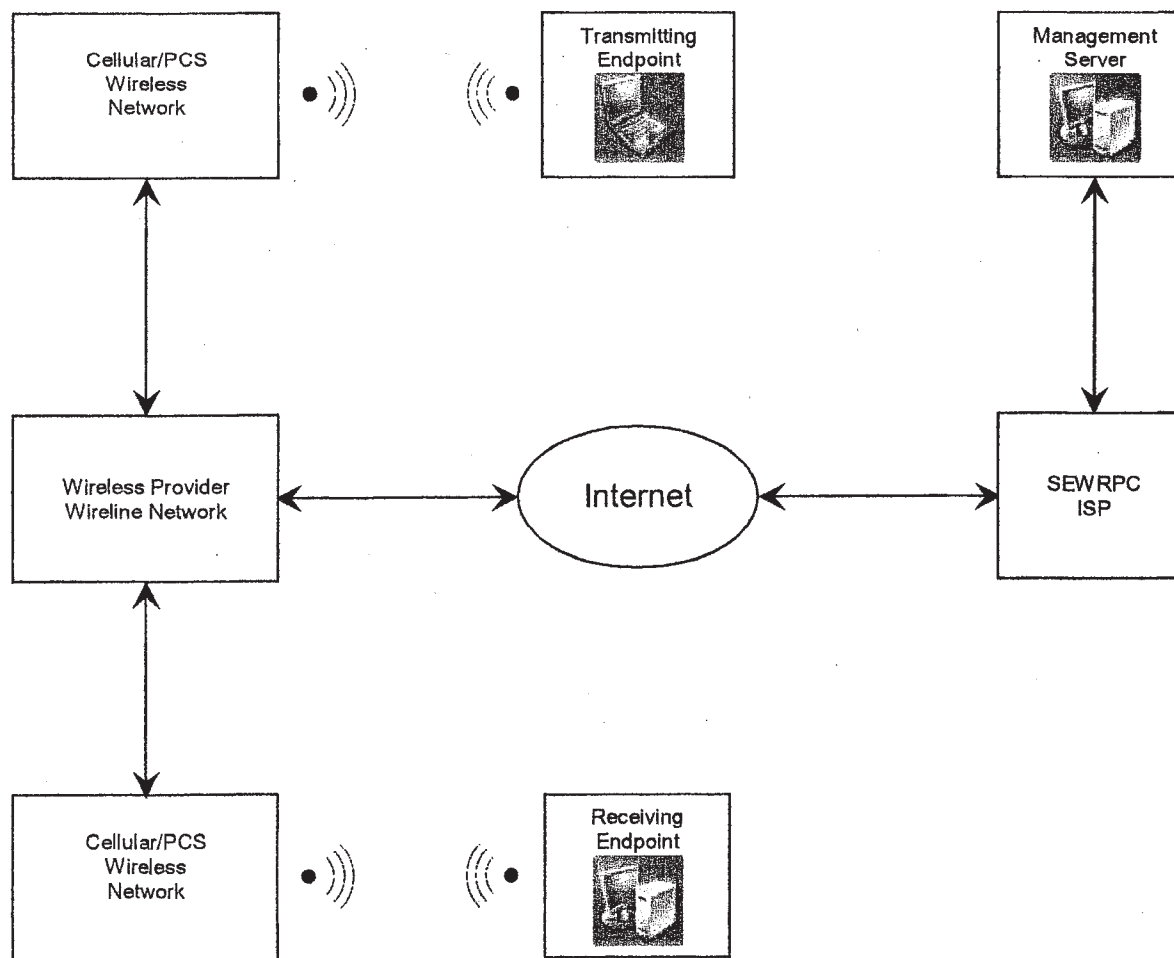 Cellular/PCS
Wireless
Network
Transmitting
Endpoint
Management
Server
Wireless Provider
Wireline Network
Internet
SEWRPC
ISP
Cellular/PCS
Wireless
Network
Receiving
Endpoint